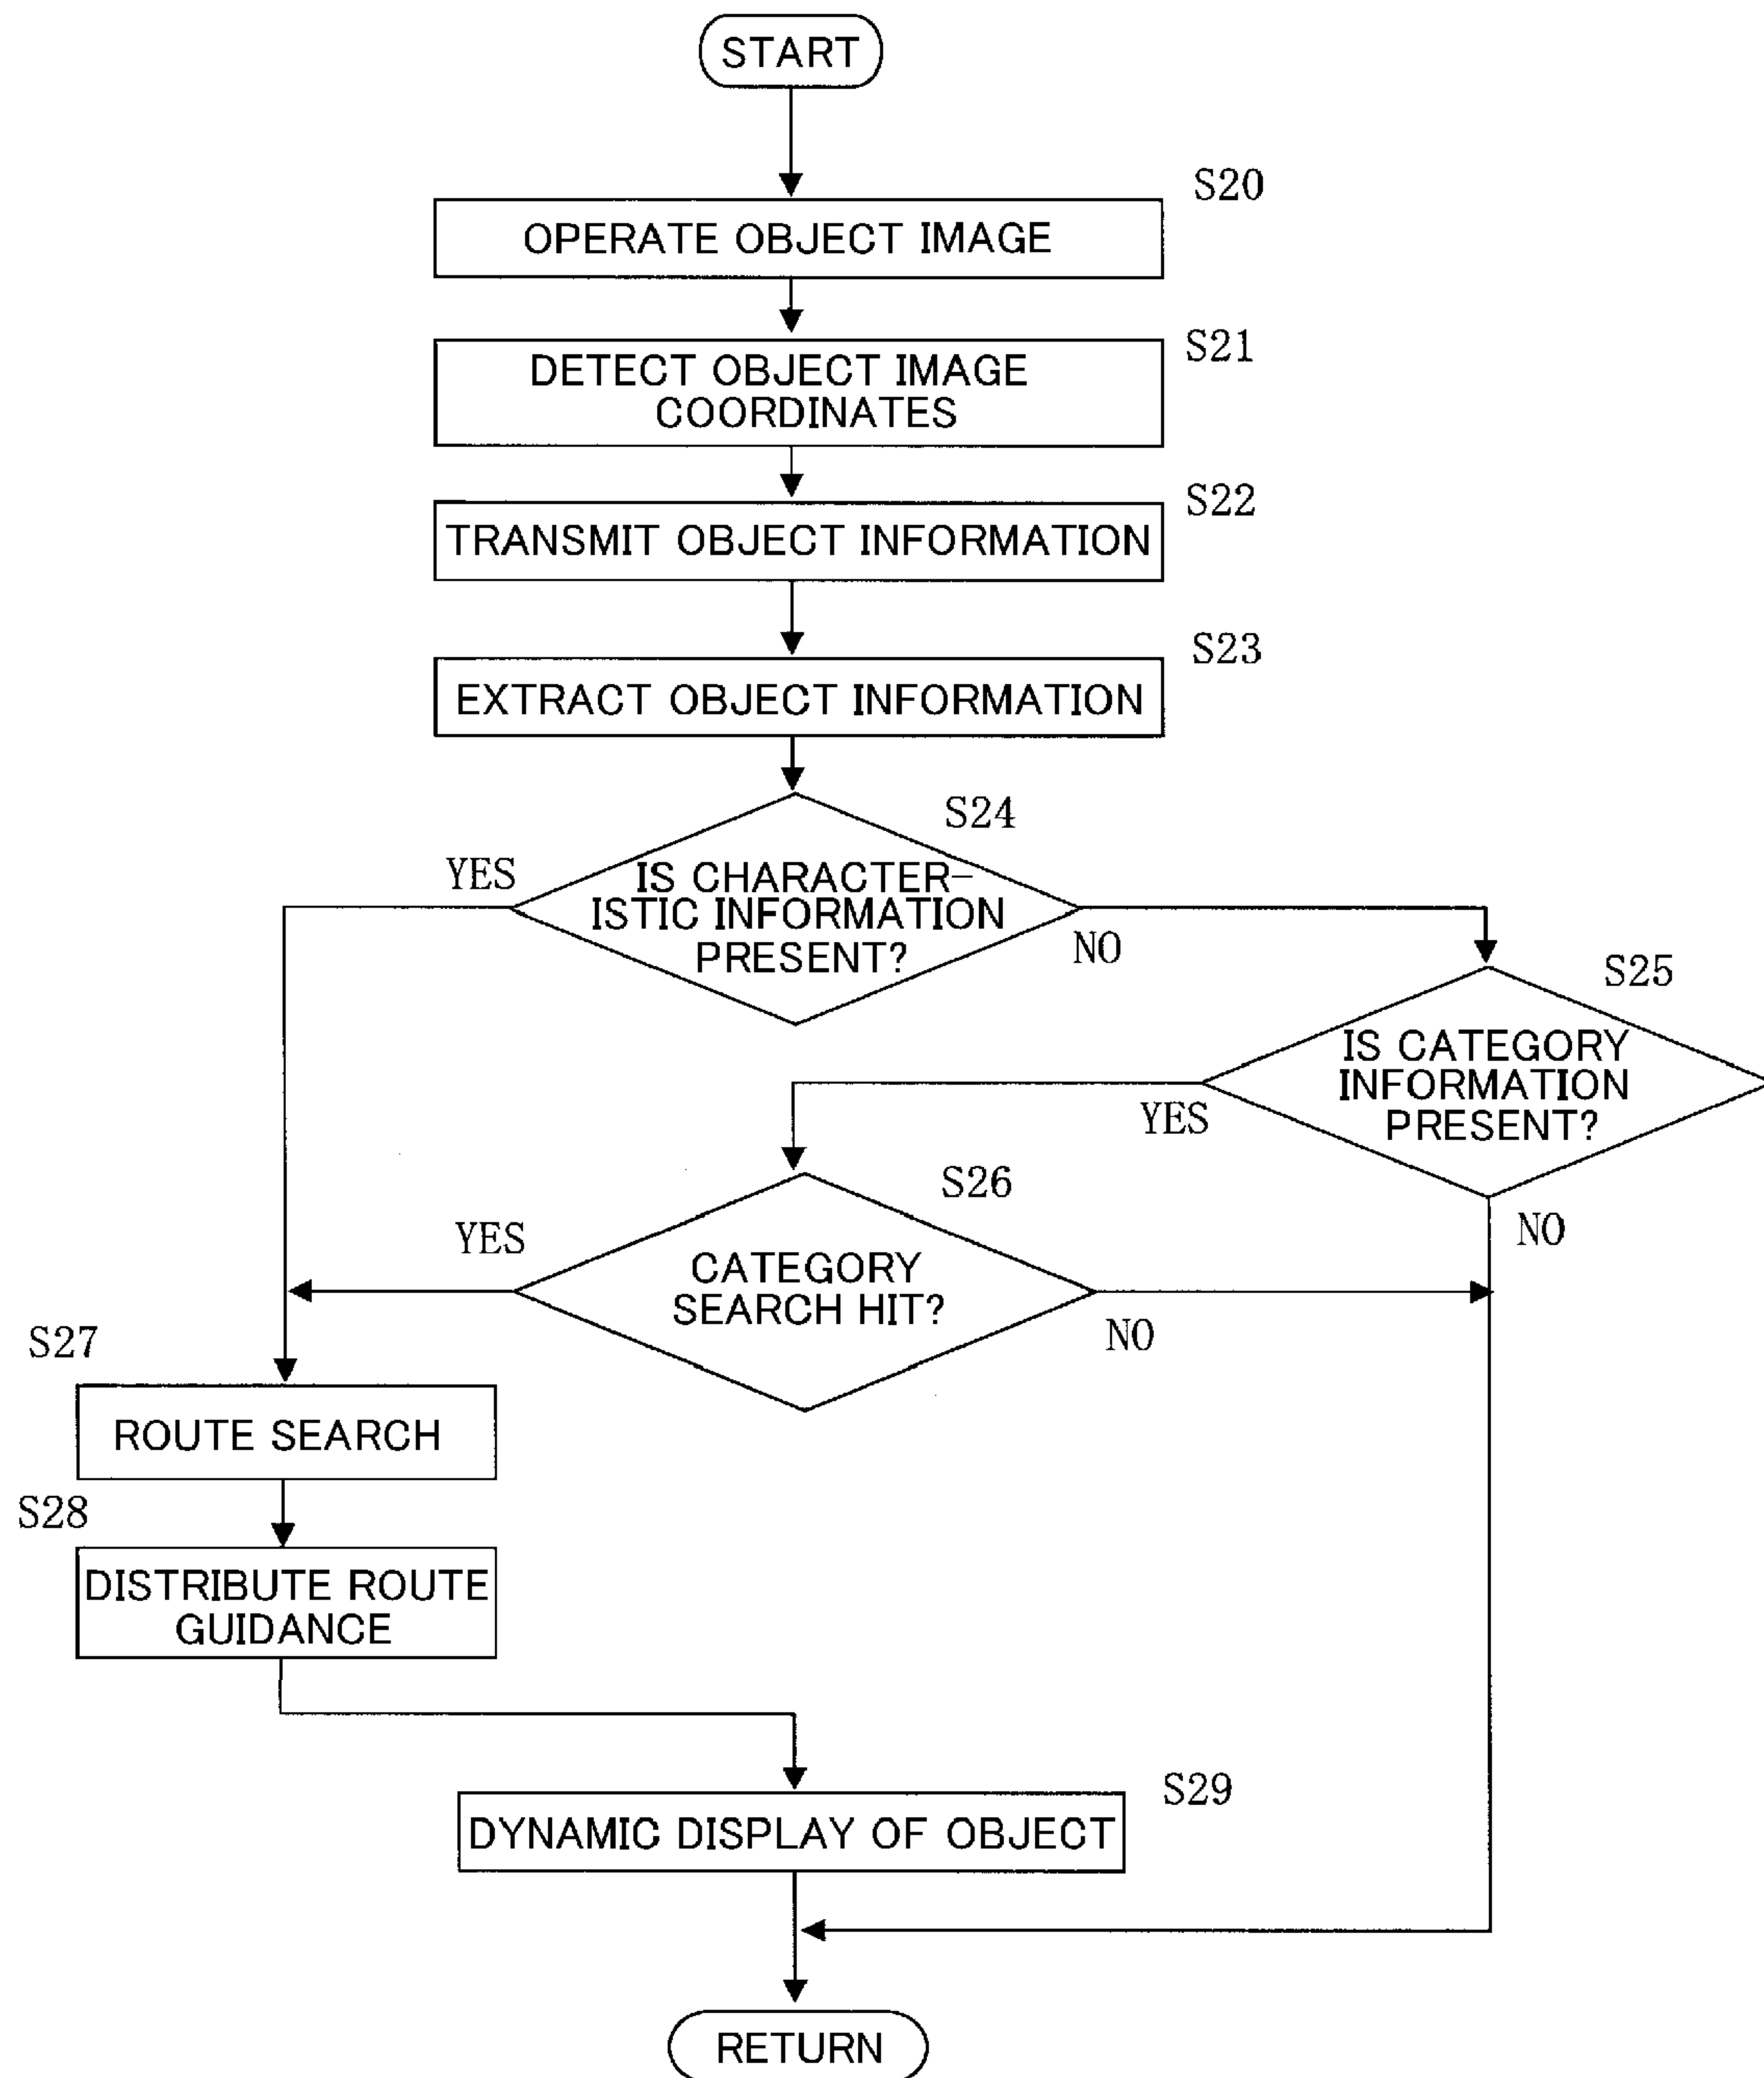 START
S20
OPERATE OBJECT IMAGE
S21
DETECT OBJECT IMAGE
COORDINATES
S22
TRANSMIT OBJECT INFORMATION
S23
EXTRACT OBJECT INFORMATION
S24
YES
IS CHARACTER-
ISTIC INFORMATION
PRESENT?
NO
S25
IS CATEGORY
INFORMATION
PRESENT?
YES
NO
S26
YES
CATEGORY
SEARCH HIT?
NO
S27
ROUTE SEARCH
S28
DISTRIBUTE ROUTE
GUIDANCE
S29
DYNAMIC DISPLAY OF OBJECT
RETURN